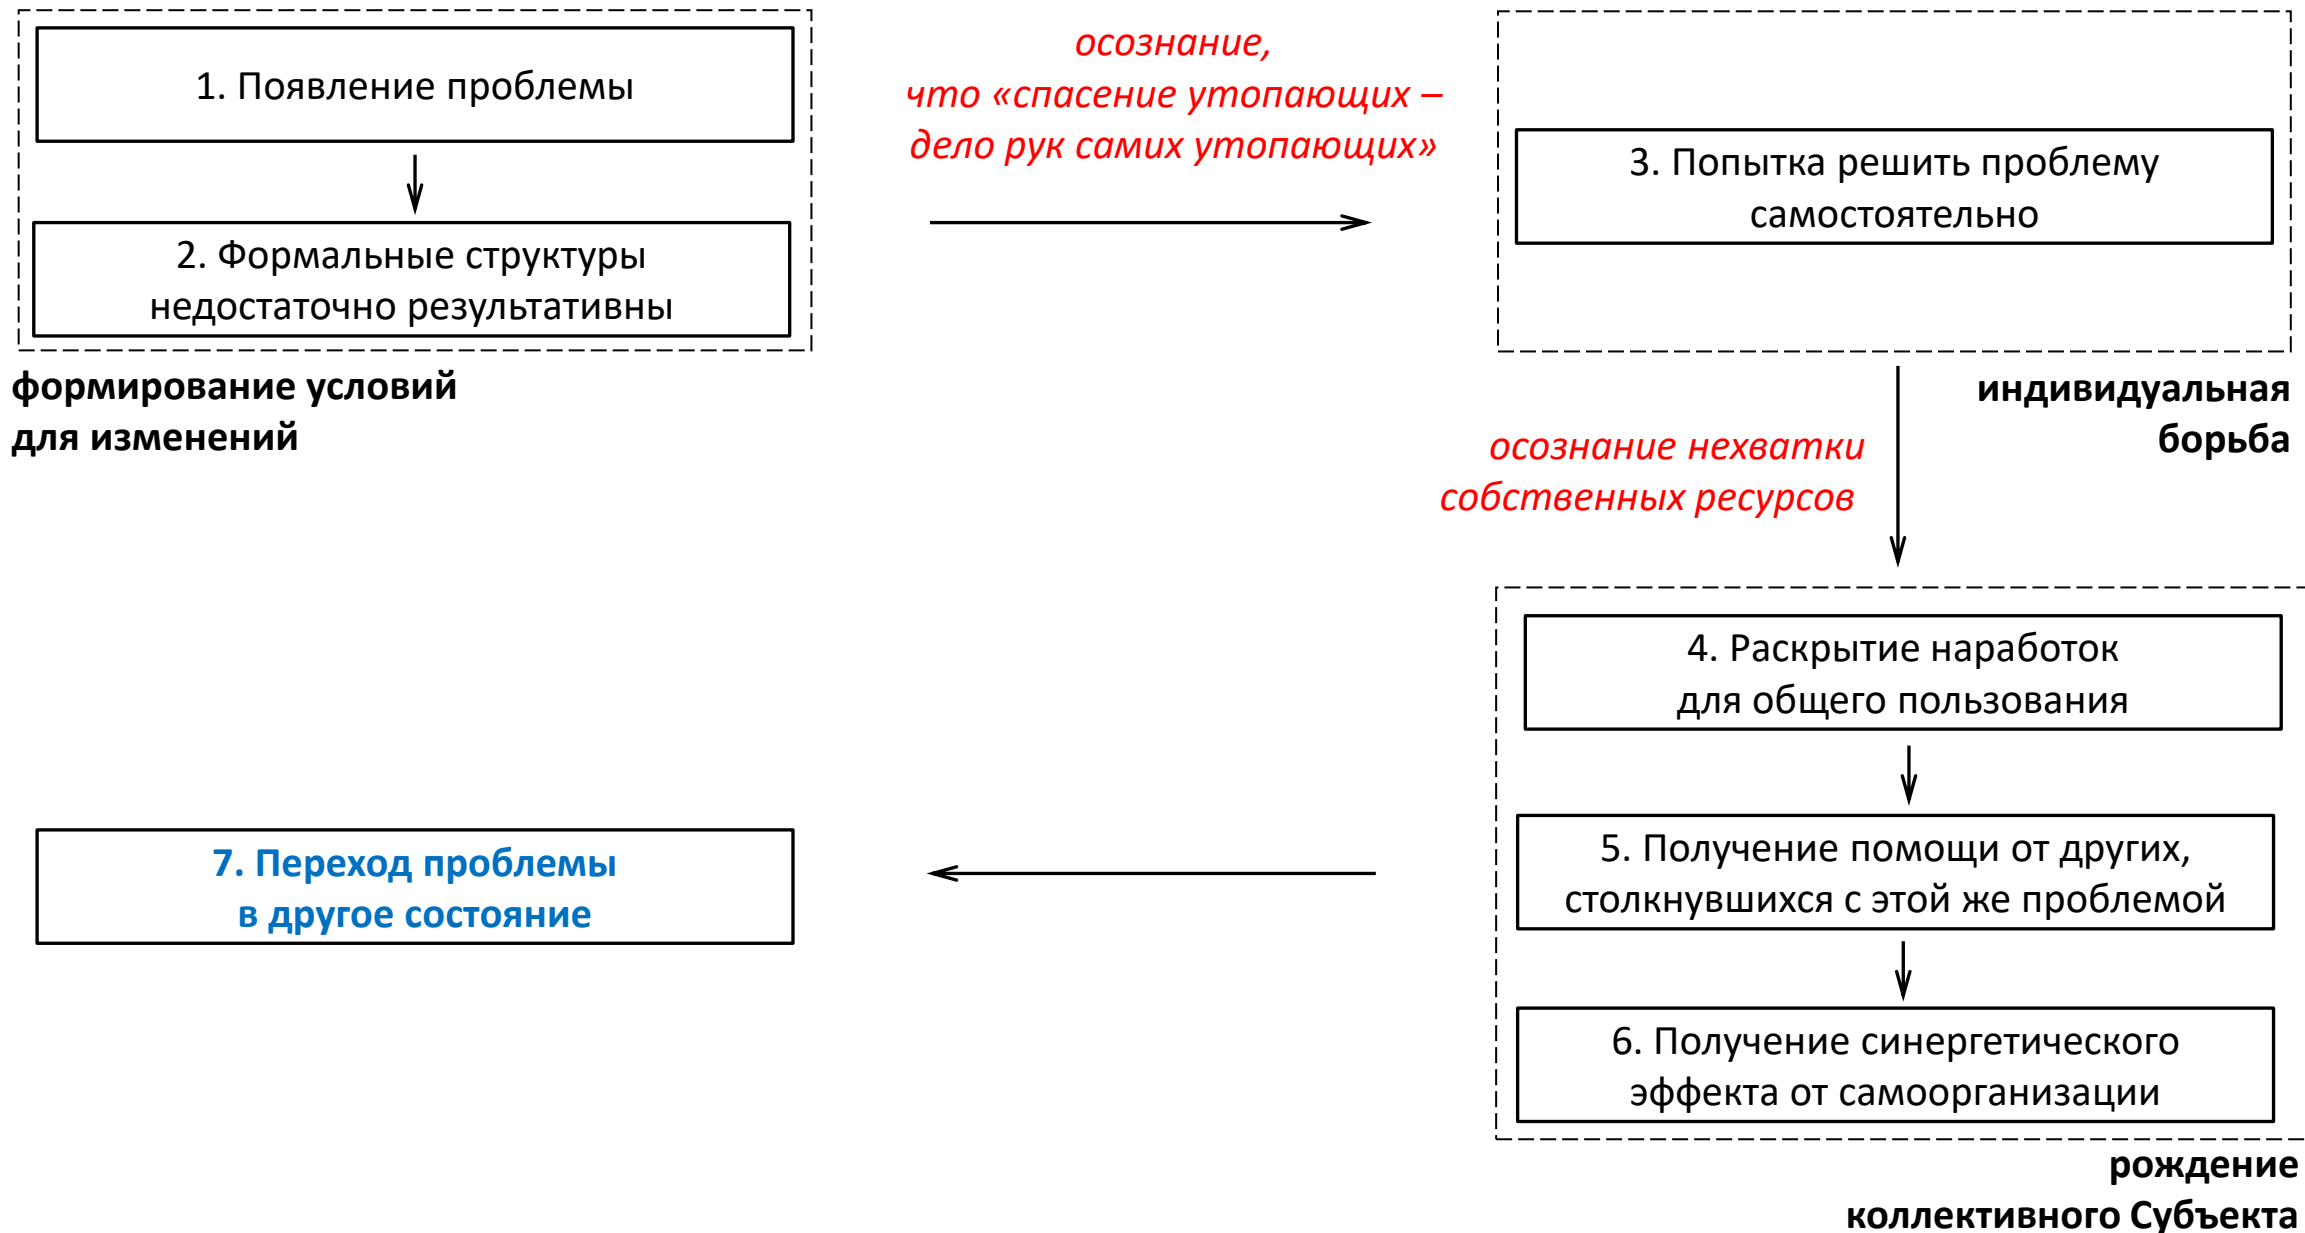 1. Появление проблемы
2. Формальные структуры
недостаточно результативны
формирование условий
для изменений
осознание,
что «спасение утопающих –
дело рук самих утопающих»
3. Попытка решить проблему
самостоятельно
индивидуальная
борьба
осознание нехватки
собственных ресурсов
4. Раскрытие наработок
для общего пользования
5. Получение помощи от других,
столкнувшихся с этой же проблемой
6. Получение синергетического
эффекта от самоорганизации
рождение
коллективного Субъекта
7. Переход проблемы
в другое состояние